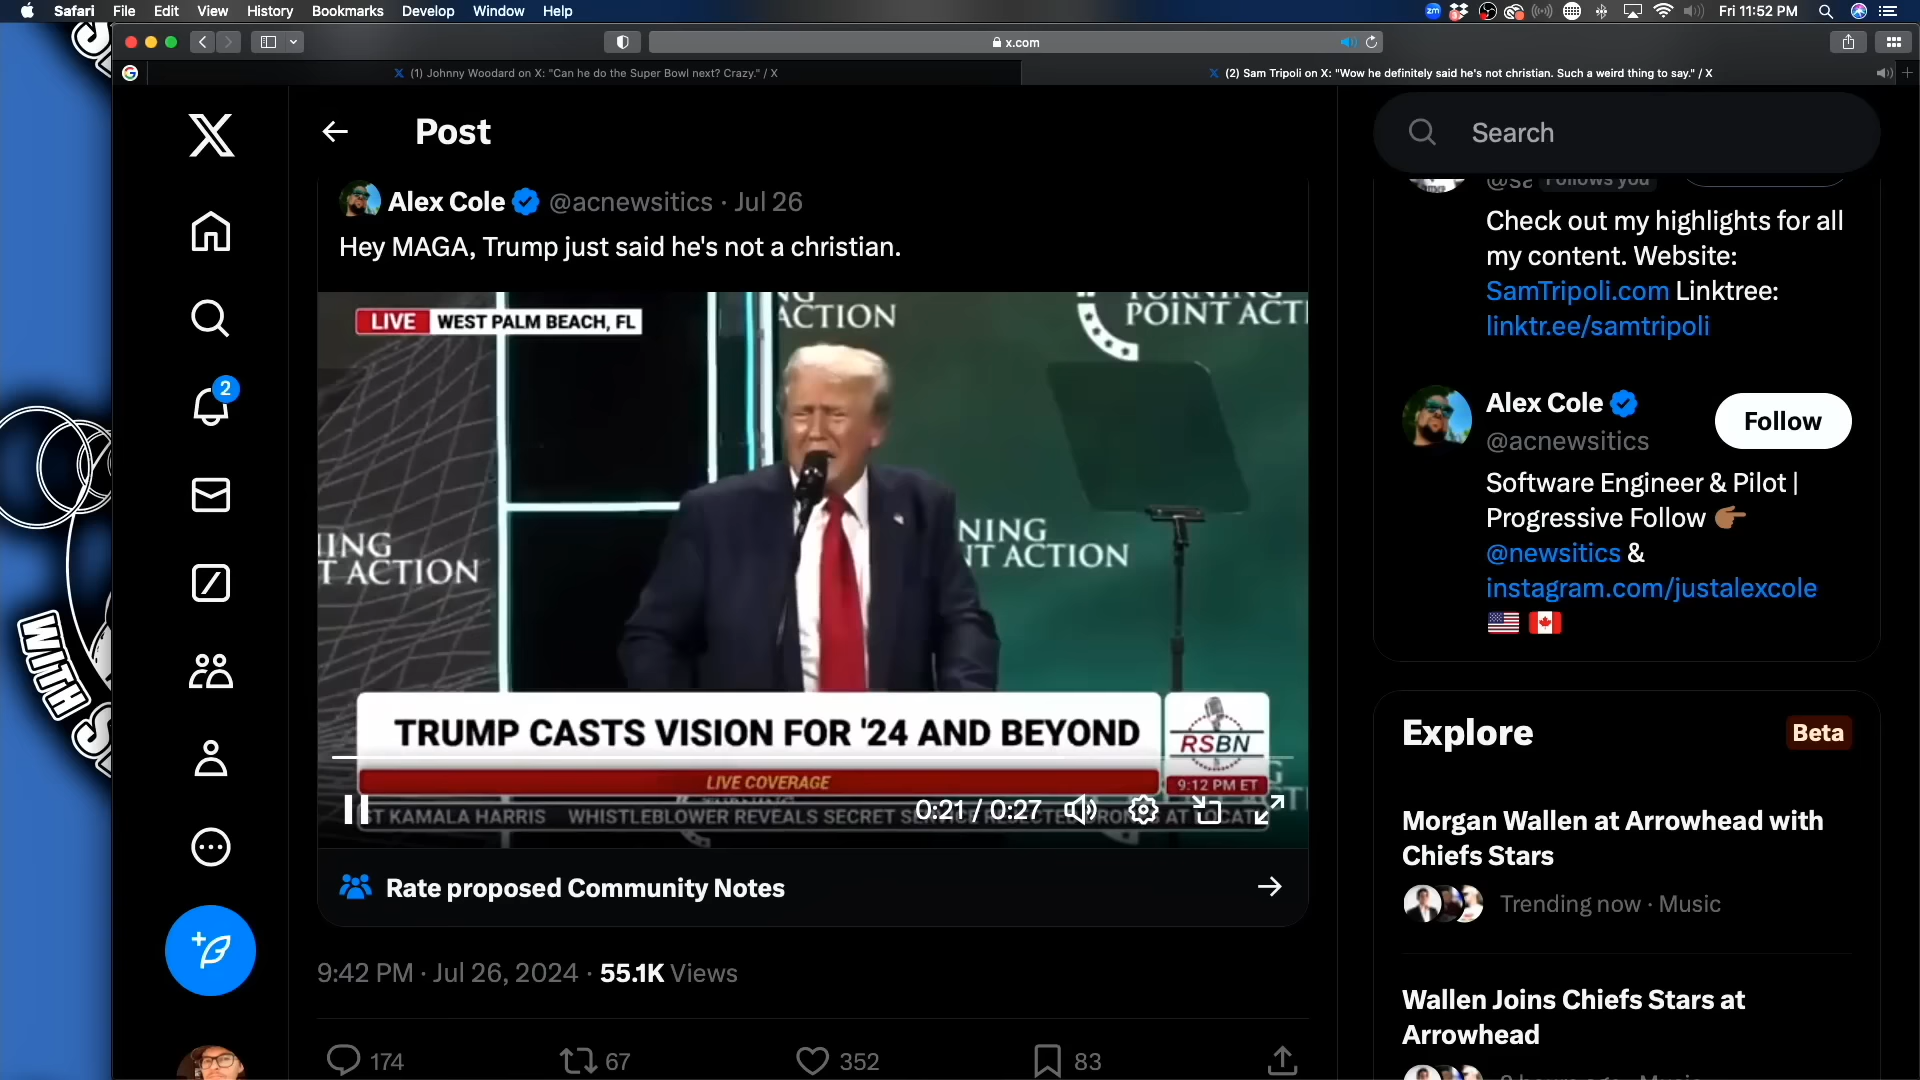 Safari File Edit View History Bookmarks Develop Window Help
zm 3 Fri 11:52 PM
x.com
(1) Johnny Woodard on X: "Can he do the Super Bowl next? Crazy." / X
(2) Sam Tripoli on X: "Wow he definitely said he's not christian. Such a weird thing to say." / X
Post
Search
Alex Cole @acnewsitics · Jul 26
Hey MAGA, Trump just said he's not a christian.
LIVE WEST PALM BEACH, FL
ACTION
POINT ACTI
ING
T ACTION
NING
NT ACTION
TRUMP CASTS VISION FOR '24 AND BEYOND
RSBN
LIVE COVERAGE
9:12 PM ET
0:21 / 0:27
T KAMALA HARRIS WHISTLEBLOWER REVEALS SECRET
Rate proposed Community Notes
9:42 PM · Jul 26, 2024 · 55.1K Views
174 67 352 83
2
Follows you
Check out my highlights for all
my content. Website:
SamTripoli.com Linktree:
linktr.ee/samtripoli
Alex Cole
@acnewsitics
Follow
Software Engineer & Pilot |
Progressive Follow
@newsitics &
instagram.com/justalexcole
Explore Beta
Morgan Wallen at Arrowhead with
Chiefs Stars
Trending now · Music
Wallen Joins Chiefs Stars at
Arrowhead
WITH